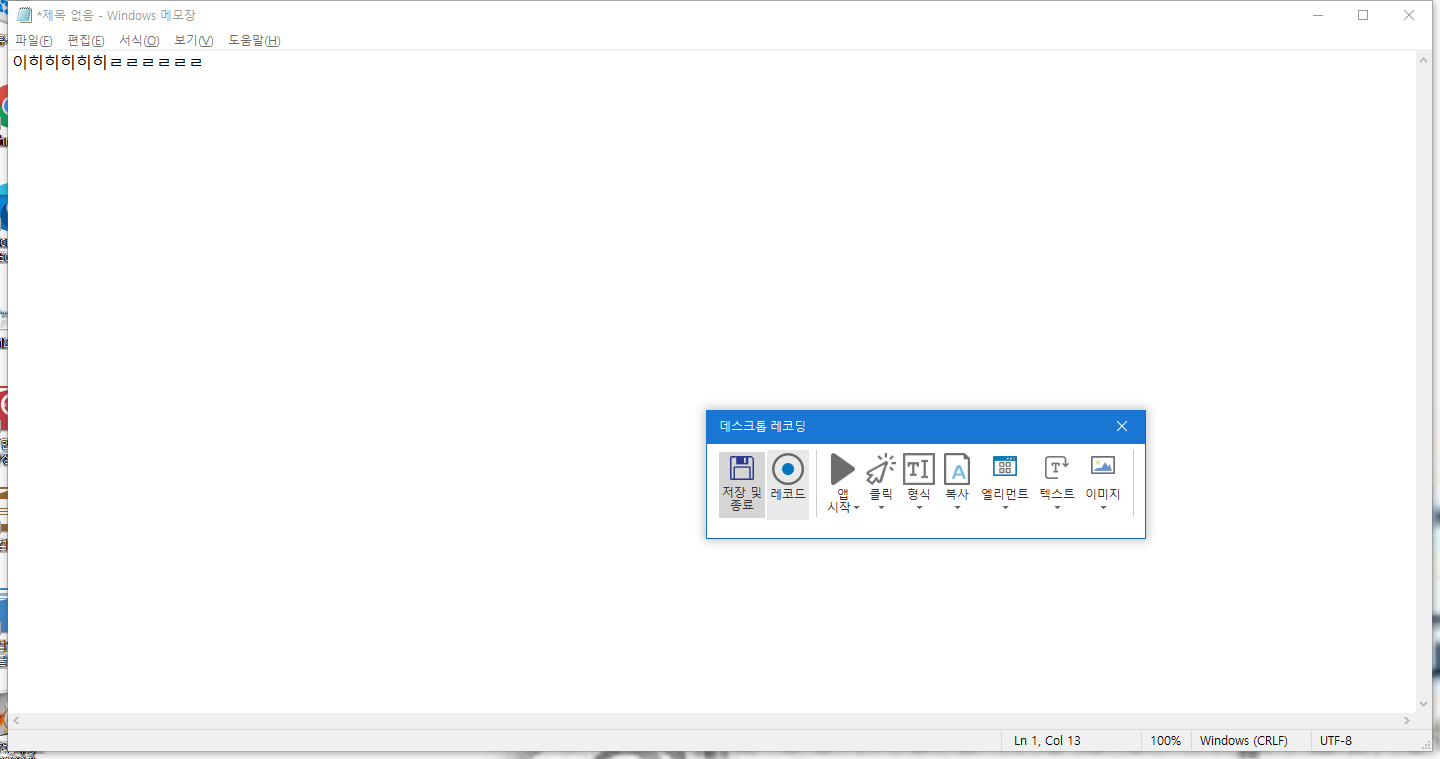 *제목 없음 - Windows 메모장
파일(F) 편집(E) 서식(O) 보기(V) 도움말(H)
이히히히히히ㄹㄹㄹㄹㄹㄹ
데스크톱 레코딩
저장 및 종료
레코드
앱 시작
클릭
형식
복사
엘리먼트
텍스트
이미지
Ln 1, Col 13 100% Windows (CRLF) UTF-8